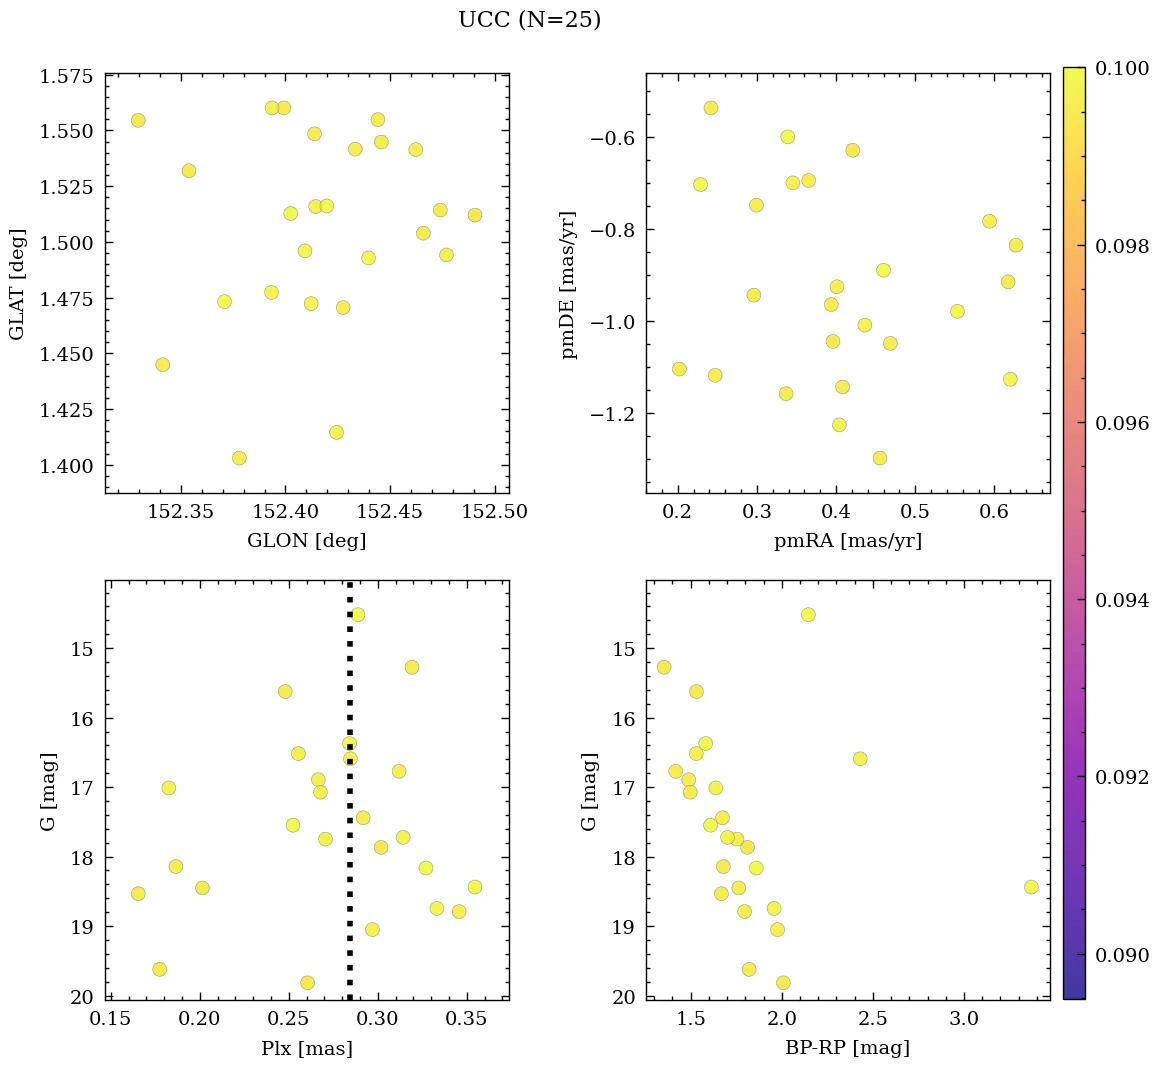 UCC (N=25)
1.575
1.550
1.525
1.500
1.475
1.450
1.425
1.400
GLAT [deg]
152.35 152.40 152.45 152.50
GLON [deg]
−0.6
−0.8
−1.0
−1.2
pmDE [mas/yr]
0.2 0.3 0.4 0.5 0.6
pmRA [mas/yr]
15
16
17
18
19
20
G [mag]
0.15 0.20 0.25 0.30 0.35
Plx [mas]
15
16
17
18
19
20
G [mag]
1.5 2.0 2.5 3.0
BP-RP [mag]
0.100
0.098
0.096
0.094
0.092
0.090